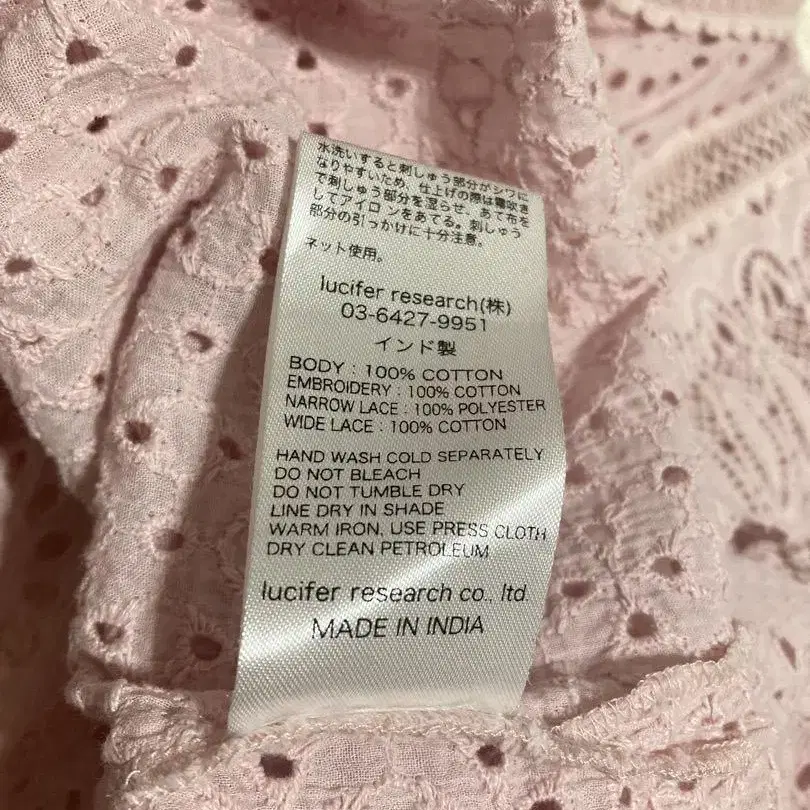 水洗いすると刺しゅう部分がシワに
なりやすいため、仕上げの際は霧吹き
で刺しゅう部分を湿らせ、あて布を
してアイロンをあてる。刺しゅう
部分の引っかけに十分注意。
ネット使用。
lucifer research(株)
03-6427-9951
インド製
BODY : 100% COTTON
EMBROIDERY : 100% COTTON
NARROW LACE : 100% POLYESTER
WIDE LACE : 100% COTTON
HAND WASH COLD SEPARATELY
DO NOT BLEACH
DO NOT TUMBLE DRY
LINE DRY IN SHADE
WARM IRON, USE PRESS CLOTH
DRY CLEAN PETROLEUM
lucifer research co., ltd.
MADE IN INDIA